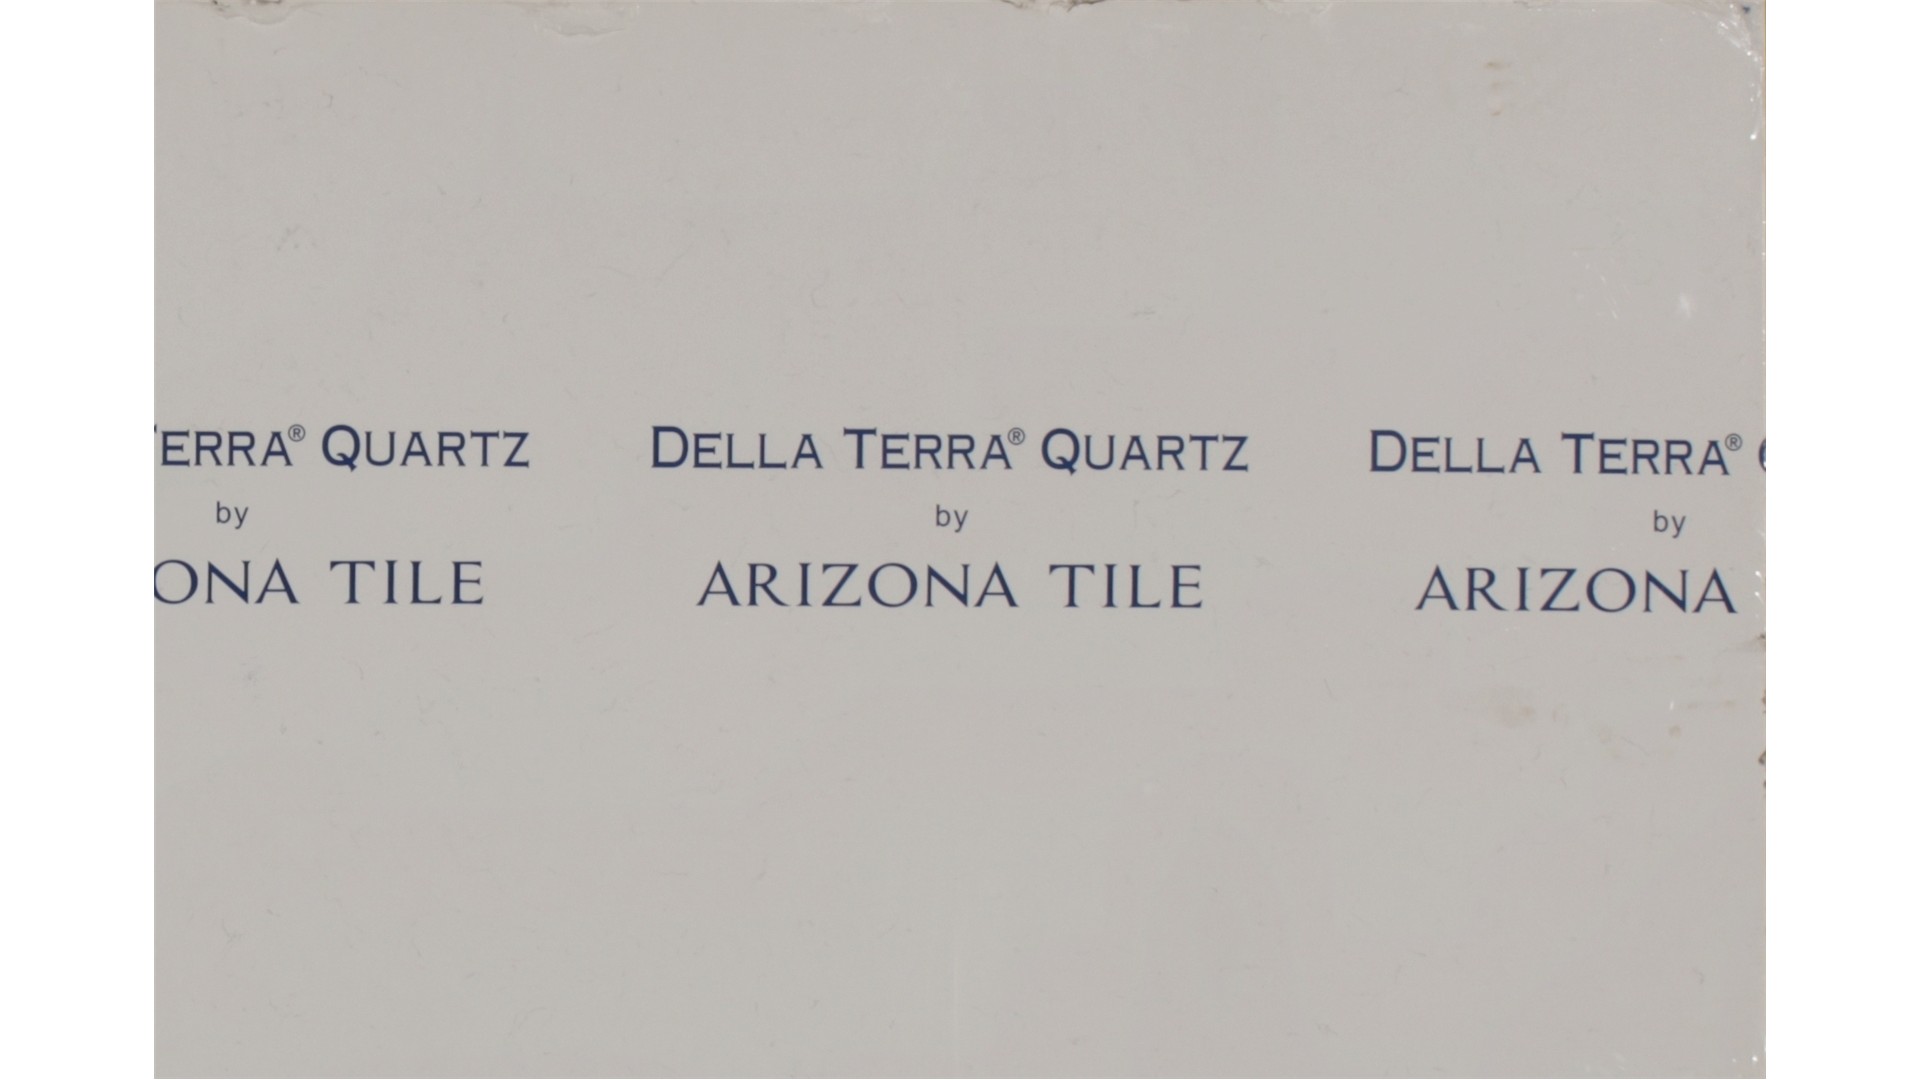 ERRA® QUARTZ
by
ONA TILE
DELLA TERRA® QUARTZ
by
ARIZONA TILE
DELLA TERRA®
by
ARIZONA